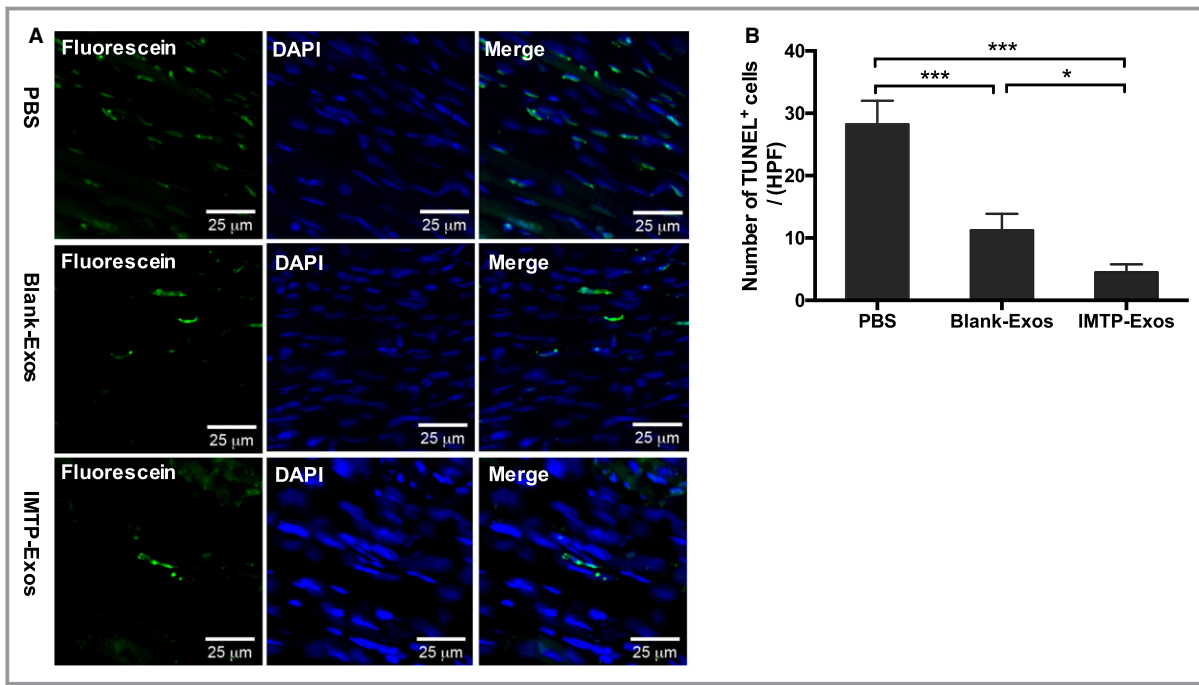 A
Fluorescein
DAPI
Merge
PBS
25 μm
25 μm
25 μm
Fluorescein
DAPI
Merge
Blank-Exos
25 μm
25 μm
25 μm
Fluorescein
DAPI
Merge
IMTP-Exos
25 μm
25 μm
25 μm
B
Number of TUNEL⁺ cells
/ (HPF)
40
30
20
10
0
***
***
*
PBS
Blank-Exos
IMTP-Exos